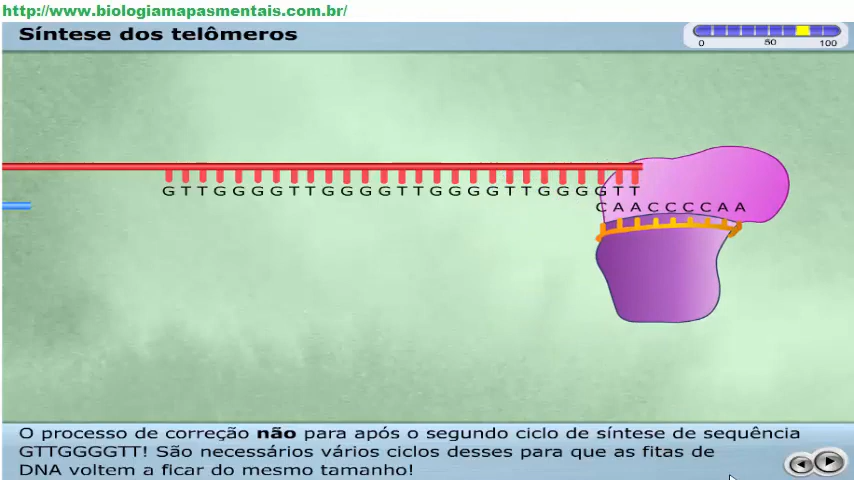 http://www.biologiamapasmentais.com.br/
Síntese dos telômeros
0 50 100
G T T G G G G T T G G G G T T G G G G T T G G G G T T
C A A C C C C A A
O processo de correção não para após o segundo ciclo de síntese de sequência
GTTGGGGTT! São necessários vários ciclos desses para que as fitas de
DNA voltem a ficar do mesmo tamanho!